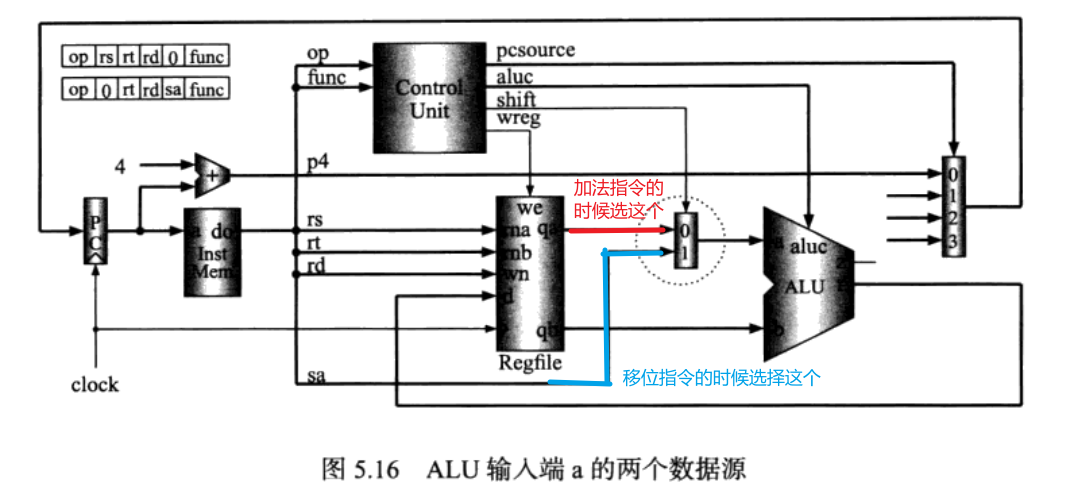 op rs rt rd 0 func
op 0 rt rd sa func
op
func
Control
Unit
pcsource
aluc
shift
wreg
4
+
p4
0
1
2
3
加法指令的
时候选这个
P
C
a do
Inst
Mem
rs
rt
rd
we
rna qa
rnb
wn
d
qb
Regfile
0
1
a
aluc
ALU
b
sa
移位指令的时候选择这个
clock
图 5.16 ALU 输入端 a 的两个数据源